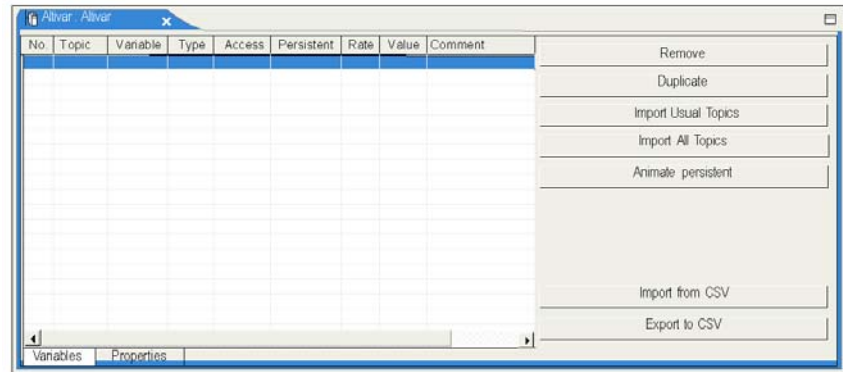 Altivar : Altivar
No. Topic Variable Type Access Persistent Rate Value Comment
Remove
Duplicate
Import Usual Topics
Import All Topics
Animate persistent
Import from CSV
Export to CSV
Variables Properties